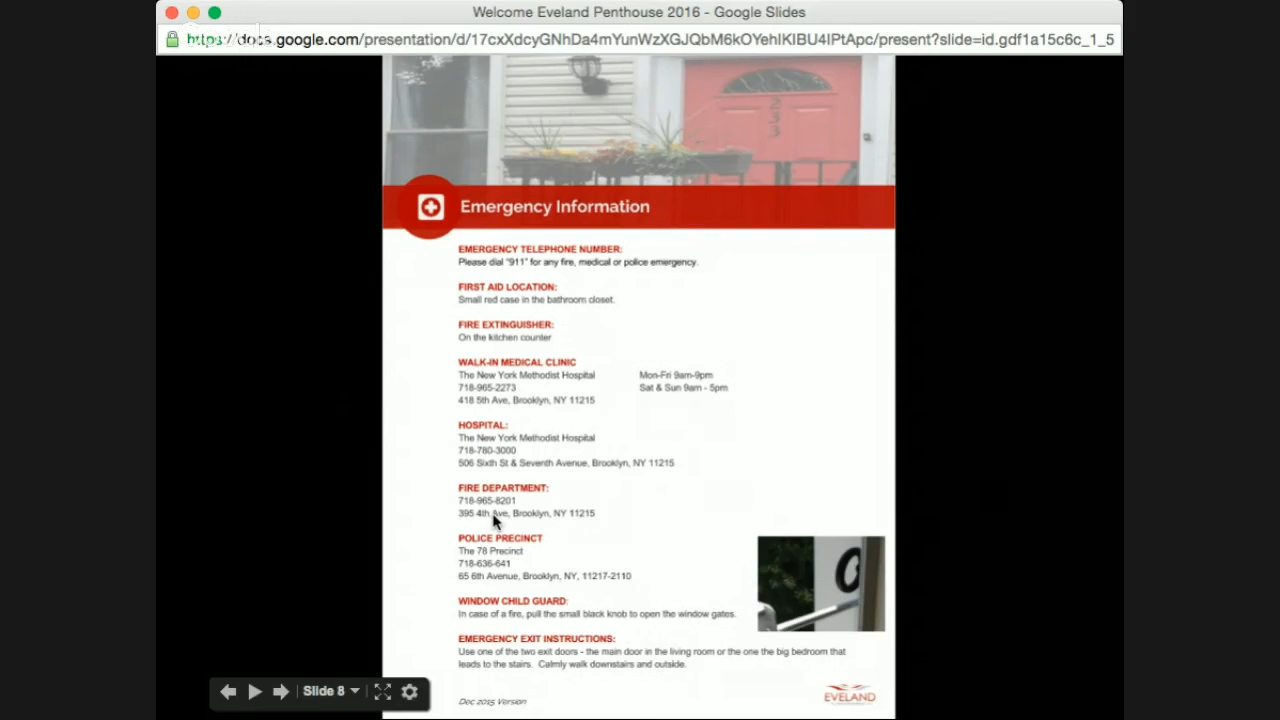 Welcome Eveland Penthouse 2016 - Google Slides
https://docs.google.com/presentation/d/17cxXdcyGNhDa4mYunWzXGJQbM6kOYehIKIBU4IPtApc/present?slide=id.gdf1a15c6c_1_5
233
Emergency Information
EMERGENCY TELEPHONE NUMBER:
Please dial "911" for any fire, medical or police emergency.
FIRST AID LOCATION:
Small red case in the bathroom closet.
FIRE EXTINGUISHER:
On the kitchen counter
WALK-IN MEDICAL CLINIC
The New York Methodist Hospital Mon-Fri 9am-9pm
718-965-2273 Sat & Sun 9am - 5pm
418 5th Ave, Brooklyn, NY 11215
HOSPITAL:
The New York Methodist Hospital
718-780-3000
506 Sixth St & Seventh Avenue, Brooklyn, NY 11215
FIRE DEPARTMENT:
718-965-8201
395 4th Ave, Brooklyn, NY 11215
POLICE PRECINCT
The 78 Precinct
718-636-641
65 6th Avenue, Brooklyn, NY, 11217-2110
WINDOW CHILD GUARD:
In case of a fire, pull the small black knob to open the window gates.
EMERGENCY EXIT INSTRUCTIONS:
Use one of the two exit doors - the main door in the living room or the one the big bedroom that
leads to the stairs. Calmly walk downstairs and outside.
Slide 8
Dec 2015 Version
EVELAND